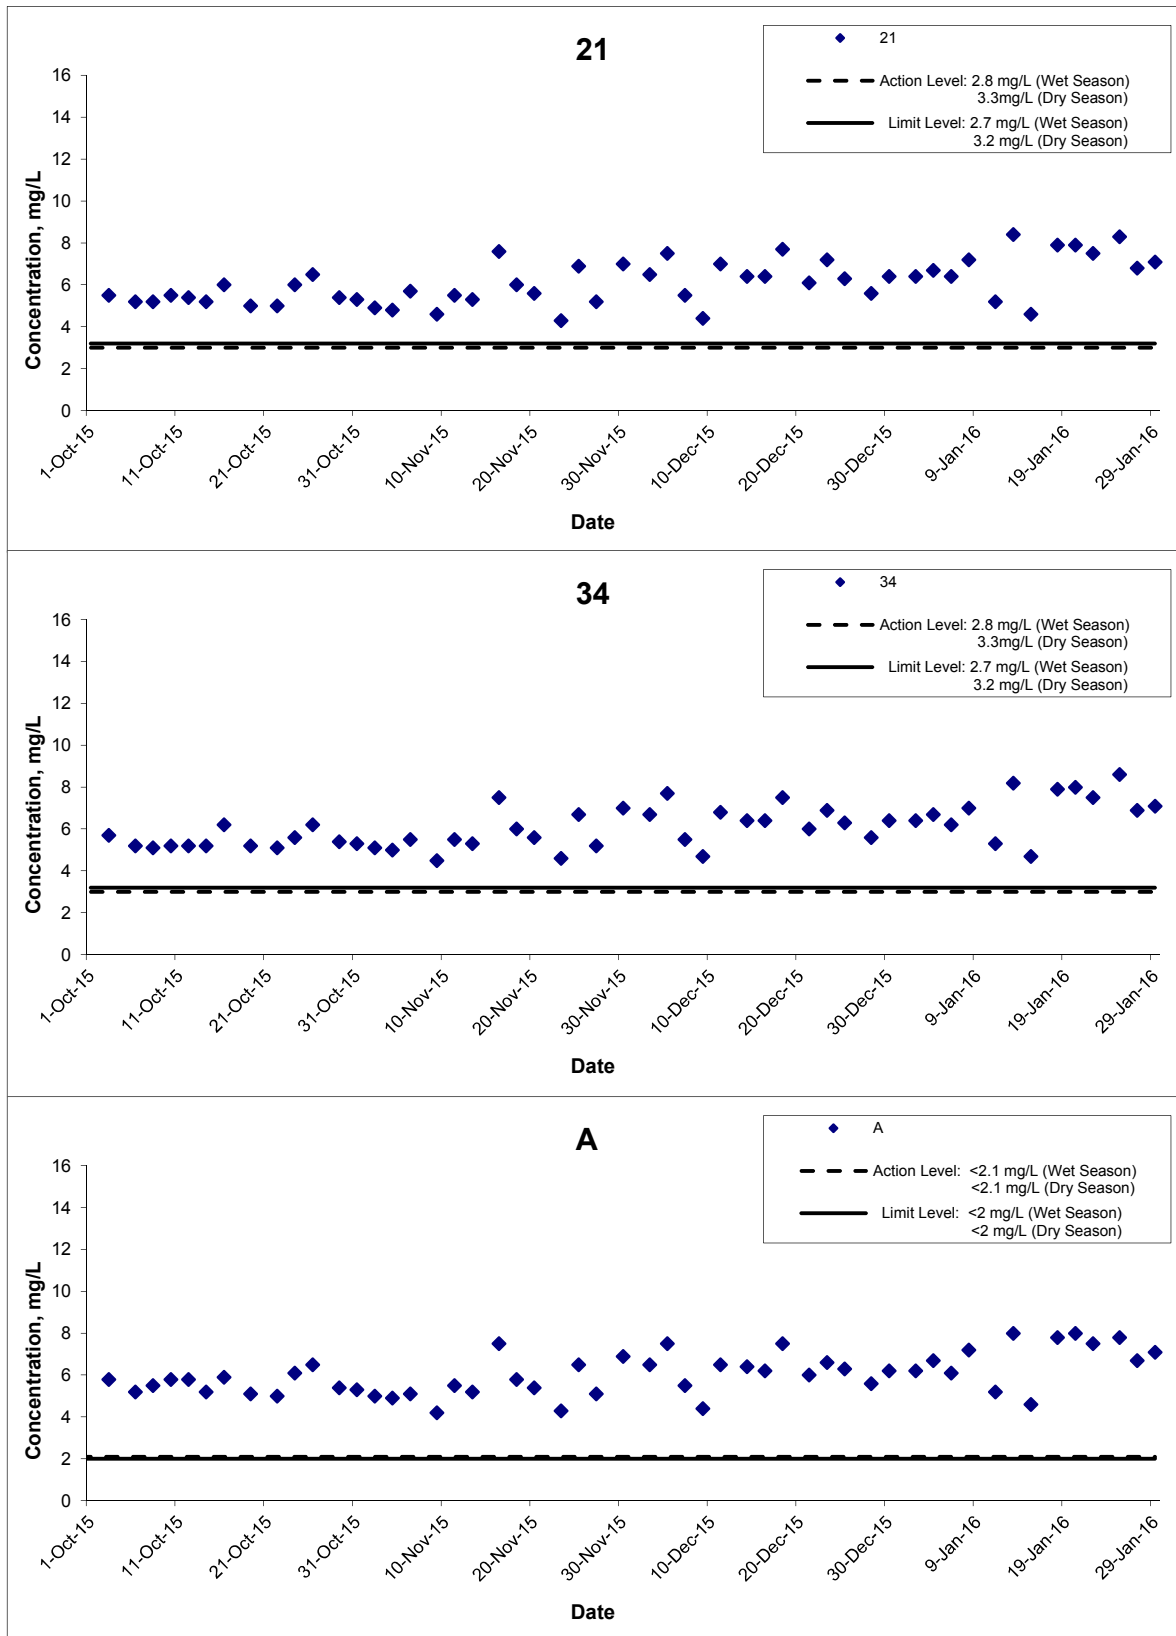 21
21
Action Level: 2.8 mg/L (Wet Season)
3.3mg/L (Dry Season)
Limit Level: 2.7 mg/L (Wet Season)
3.2 mg/L (Dry Season)
Concentration, mg/L
16
14
12
10
8
6
4
2
0
1-Oct-15
11-Oct-15
21-Oct-15
31-Oct-15
10-Nov-15
20-Nov-15
30-Nov-15
10-Dec-15
20-Dec-15
30-Dec-15
9-Jan-16
19-Jan-16
29-Jan-16
Date
34
34
Action Level: 2.8 mg/L (Wet Season)
3.3mg/L (Dry Season)
Limit Level: 2.7 mg/L (Wet Season)
3.2 mg/L (Dry Season)
Concentration, mg/L
16
14
12
10
8
6
4
2
0
1-Oct-15
11-Oct-15
21-Oct-15
31-Oct-15
10-Nov-15
20-Nov-15
30-Nov-15
10-Dec-15
20-Dec-15
30-Dec-15
9-Jan-16
19-Jan-16
29-Jan-16
Date
A
A
Action Level: <2.1 mg/L (Wet Season)
<2.1 mg/L (Dry Season)
Limit Level: <2 mg/L (Wet Season)
<2 mg/L (Dry Season)
Concentration, mg/L
16
14
12
10
8
6
4
2
0
1-Oct-15
11-Oct-15
21-Oct-15
31-Oct-15
10-Nov-15
20-Nov-15
30-Nov-15
10-Dec-15
20-Dec-15
30-Dec-15
9-Jan-16
19-Jan-16
29-Jan-16
Date